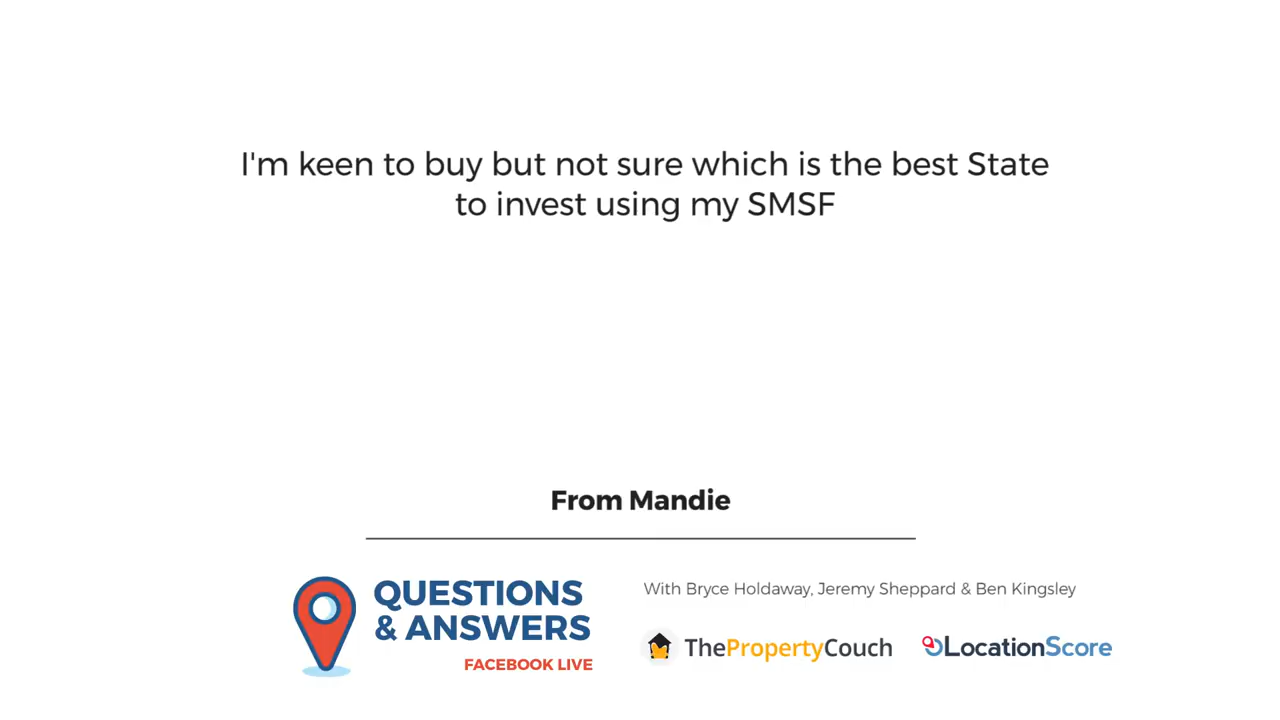 I'm keen to buy but not sure which is the best State
to invest using my SMSF
From Mandie
QUESTIONS
& ANSWERS
FACEBOOK LIVE
With Bryce Holdaway, Jeremy Sheppard & Ben Kingsley
ThePropertyCouch
LocationScore